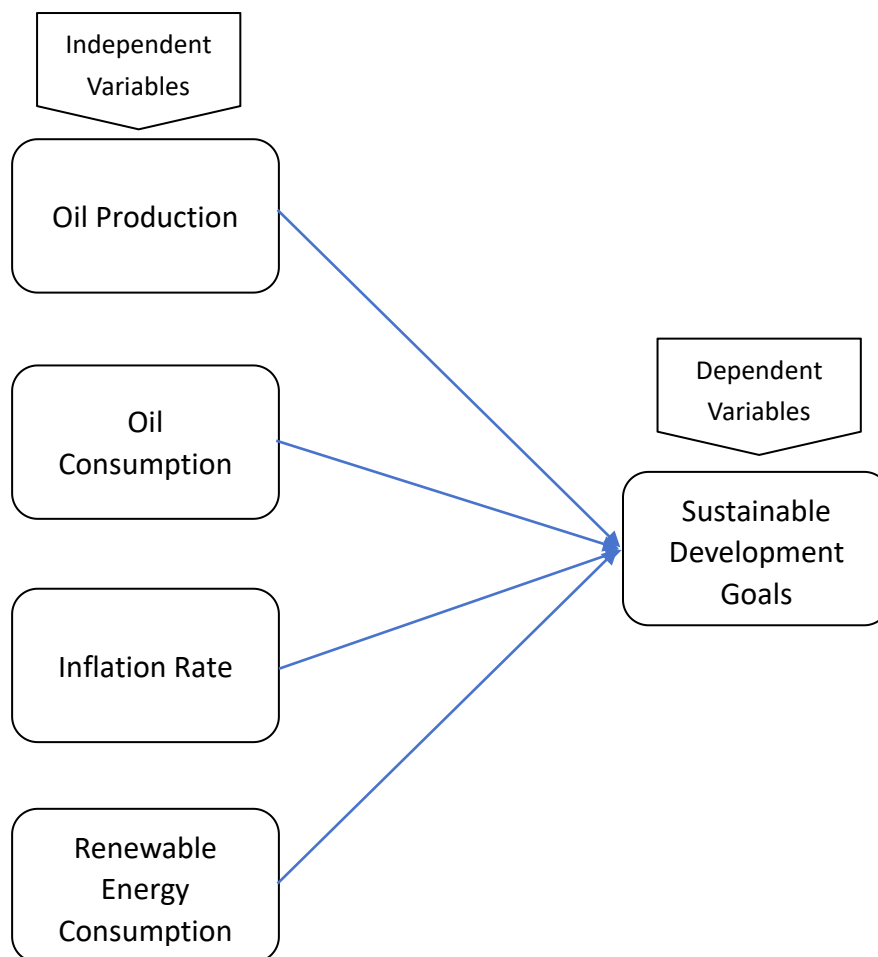 Independent
Variables
Oil Production
Oil
Consumption
Inflation Rate
Renewable
Energy
Consumption
Dependent
Variables
Sustainable
Development
Goals